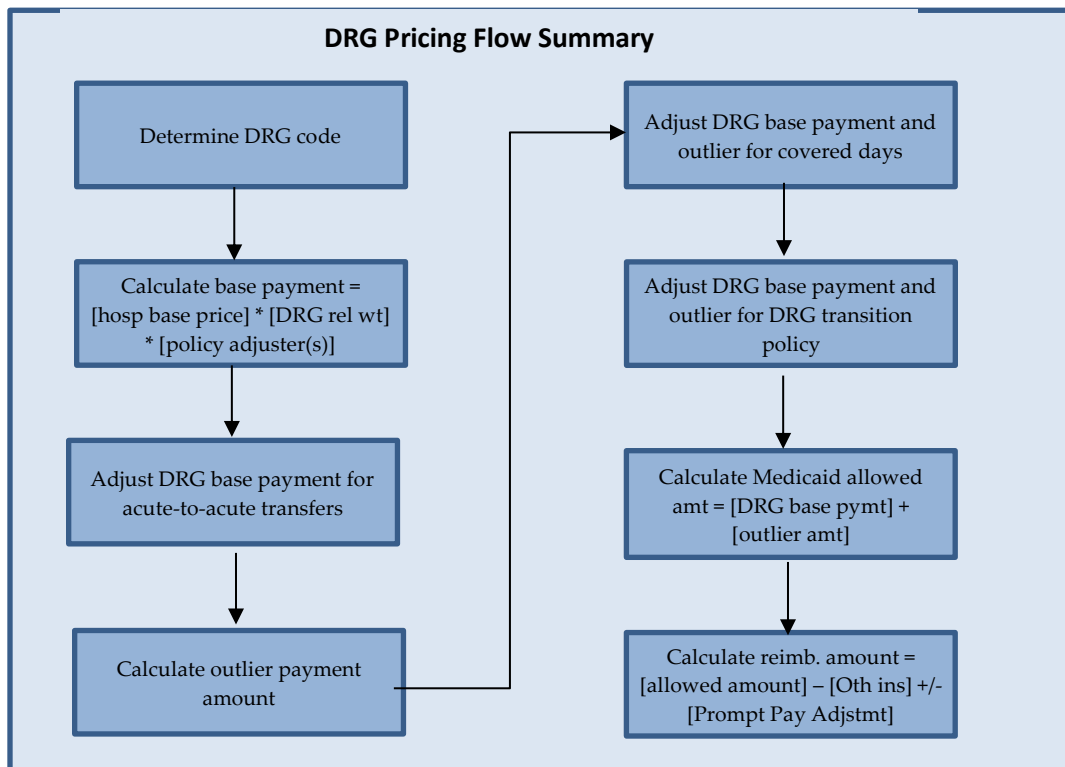 DRG Pricing Flow Summary
Determine DRG code
Calculate base payment =
[hosp base price] * [DRG rel wt]
* [policy adjuster(s)]
Adjust DRG base payment for
acute-to-acute transfers
Calculate outlier payment
amount
Adjust DRG base payment and
outlier for covered days
Adjust DRG base payment and
outlier for DRG transition
policy
Calculate Medicaid allowed
amt = [DRG base pymt] +
[outlier amt]
Calculate reimb. amount =
[allowed amount] – [Oth ins] +/-
[Prompt Pay Adjstmt]